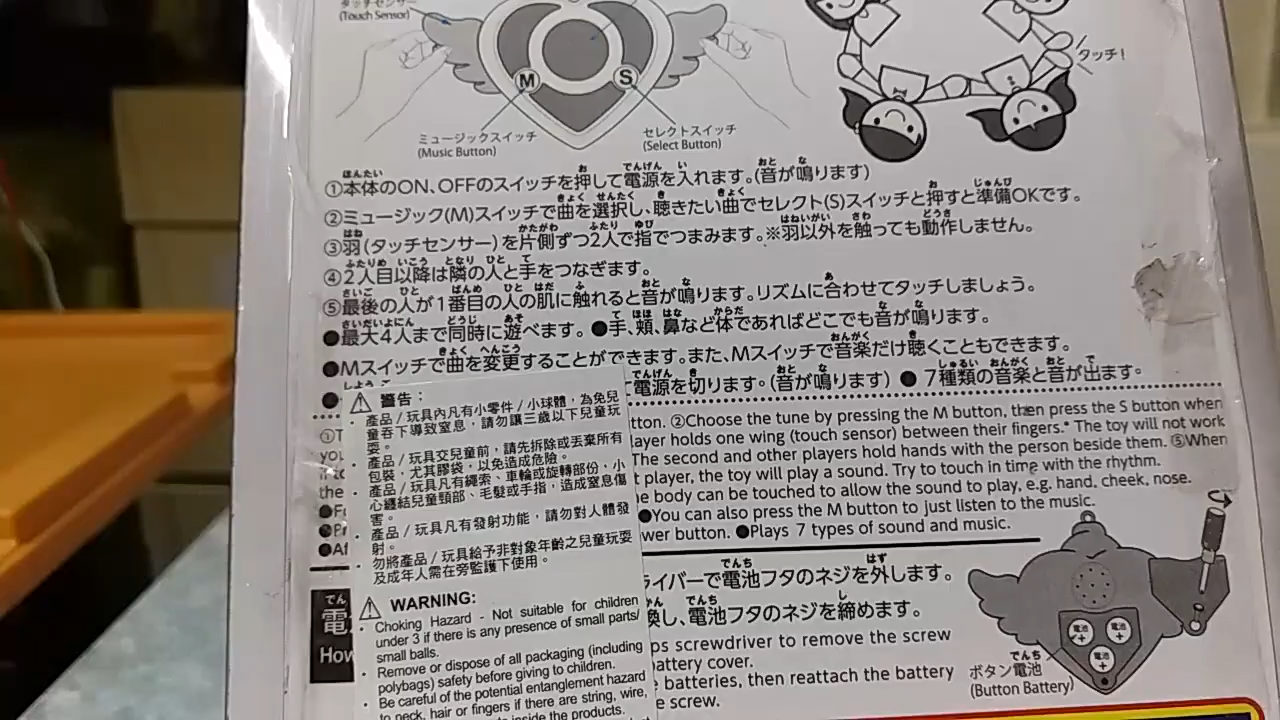 タッチセンサー
(Touch Sensor)
M
S
タッチ!
ミュージックスイッチ
(Music Button)
セレクトスイッチ
(Select Button)
①本体のON、OFFのスイッチを押して電源を入れます。(音が鳴ります)
②ミュージック(M)スイッチで曲を選択し、聴きたい曲でセレクト(S)スイッチと押すと準備OKです。
③羽(タッチセンサー)を片側ずつ2人で指でつまみます。※羽以外を触っても動作しません。
④2人目以降は隣の人と手をつなぎます。
⑤最後の人が1番目の人の肌に触れると音が鳴ります。リズムに合わせてタッチしましょう。
●最大4人まで同時に遊べます。●手、頬、鼻など体であればどこでも音が鳴ります。
●Mスイッチで曲を変更することができます。また、Mスイッチで音楽だけ聴くこともできます。
て電源を切ります。(音が鳴ります) ● 7種類の音楽と音が出ます。
tton. ②Choose the tune by pressing the M button, then press the S button when
layer holds one wing (touch sensor) between their fingers.* The toy will not work
The second and other players hold hands with the person beside them. ⑤When
t player, the toy will play a sound. Try to touch in time with the rhythm.
e body can be touched to allow the sound to play, e.g. hand, cheek, nose.
●You can also press the M button to just listen to the music.
wer button. ●Plays 7 types of sound and music.
警告：
・產品/玩具內凡有小零件/小球體，為免兒
童吞下導致窒息，請勿讓三歲以下兒童玩
耍。
・產品/玩具交兒童前，請先拆除或丟棄所有
包裝，尤其膠袋，以免造成危險。
・產品/玩具凡有繩索、車輪或旋轉部份，小
心纏結兒童頸部、毛髮或手指，造成窒息傷
害。
・產品/玩具凡有發射功能，請勿對人體發
射。
・勿將產品/玩具給予非對象年齡之兒童玩耍
及成年人需在旁監護下使用。
WARNING:
• Choking Hazard - Not suitable for children
under 3 if there is any presence of small parts/
small balls.
• Remove or dispose of all packaging (including
polybags) safety before giving to children.
• Be careful of the potential entanglement hazard
to neck, hair or fingers if there are string, wire,
inside the products.
電
How
ライバーで電池フタのネジを外します。
換し、電池フタのネジを締めます。
ps screwdriver to remove the screw
attery cover.
batteries, then reattach the battery
e screw.
電池
電池
電池
ボタン電池
(Button Battery)